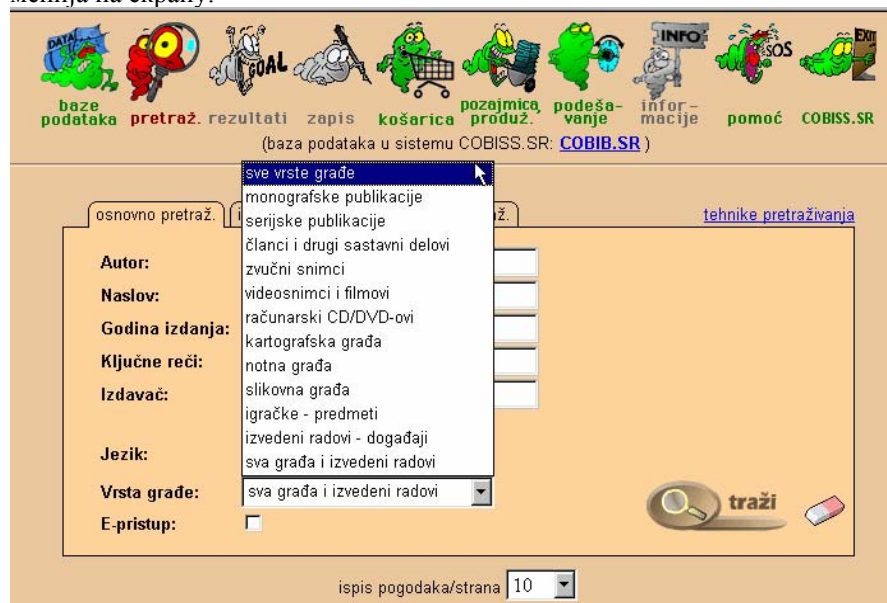 менија на екрану.
DATA
GOAL
INFO
SOS
EXIT
baze podataka
pretraž.
rezultati
zapis
košarica
pozajmica, produž.
podeša-vanje
infor-macije
pomoć
COBISS.SR
(baza podataka u sistemu COBISS.SR: COBIB.SR )
sve vrste građe
monografske publikacije
serijske publikacije
članci i drugi sastavni delovi
zvučni snimci
videosnimci i filmovi
računarski CD/DVD-ovi
kartografska građa
notna građa
slikovna građa
igračke - predmeti
izvedeni radovi - događaji
sva građa i izvedeni radovi
osnovno pretraž.
tehnike pretraživanja
Autor:
Naslov:
Godina izdanja:
Ključne reči:
Izdavač:
Jezik:
Vrsta građe: sva građa i izvedeni radovi
traži
E-pristup:
ispis pogodaka/strana 10